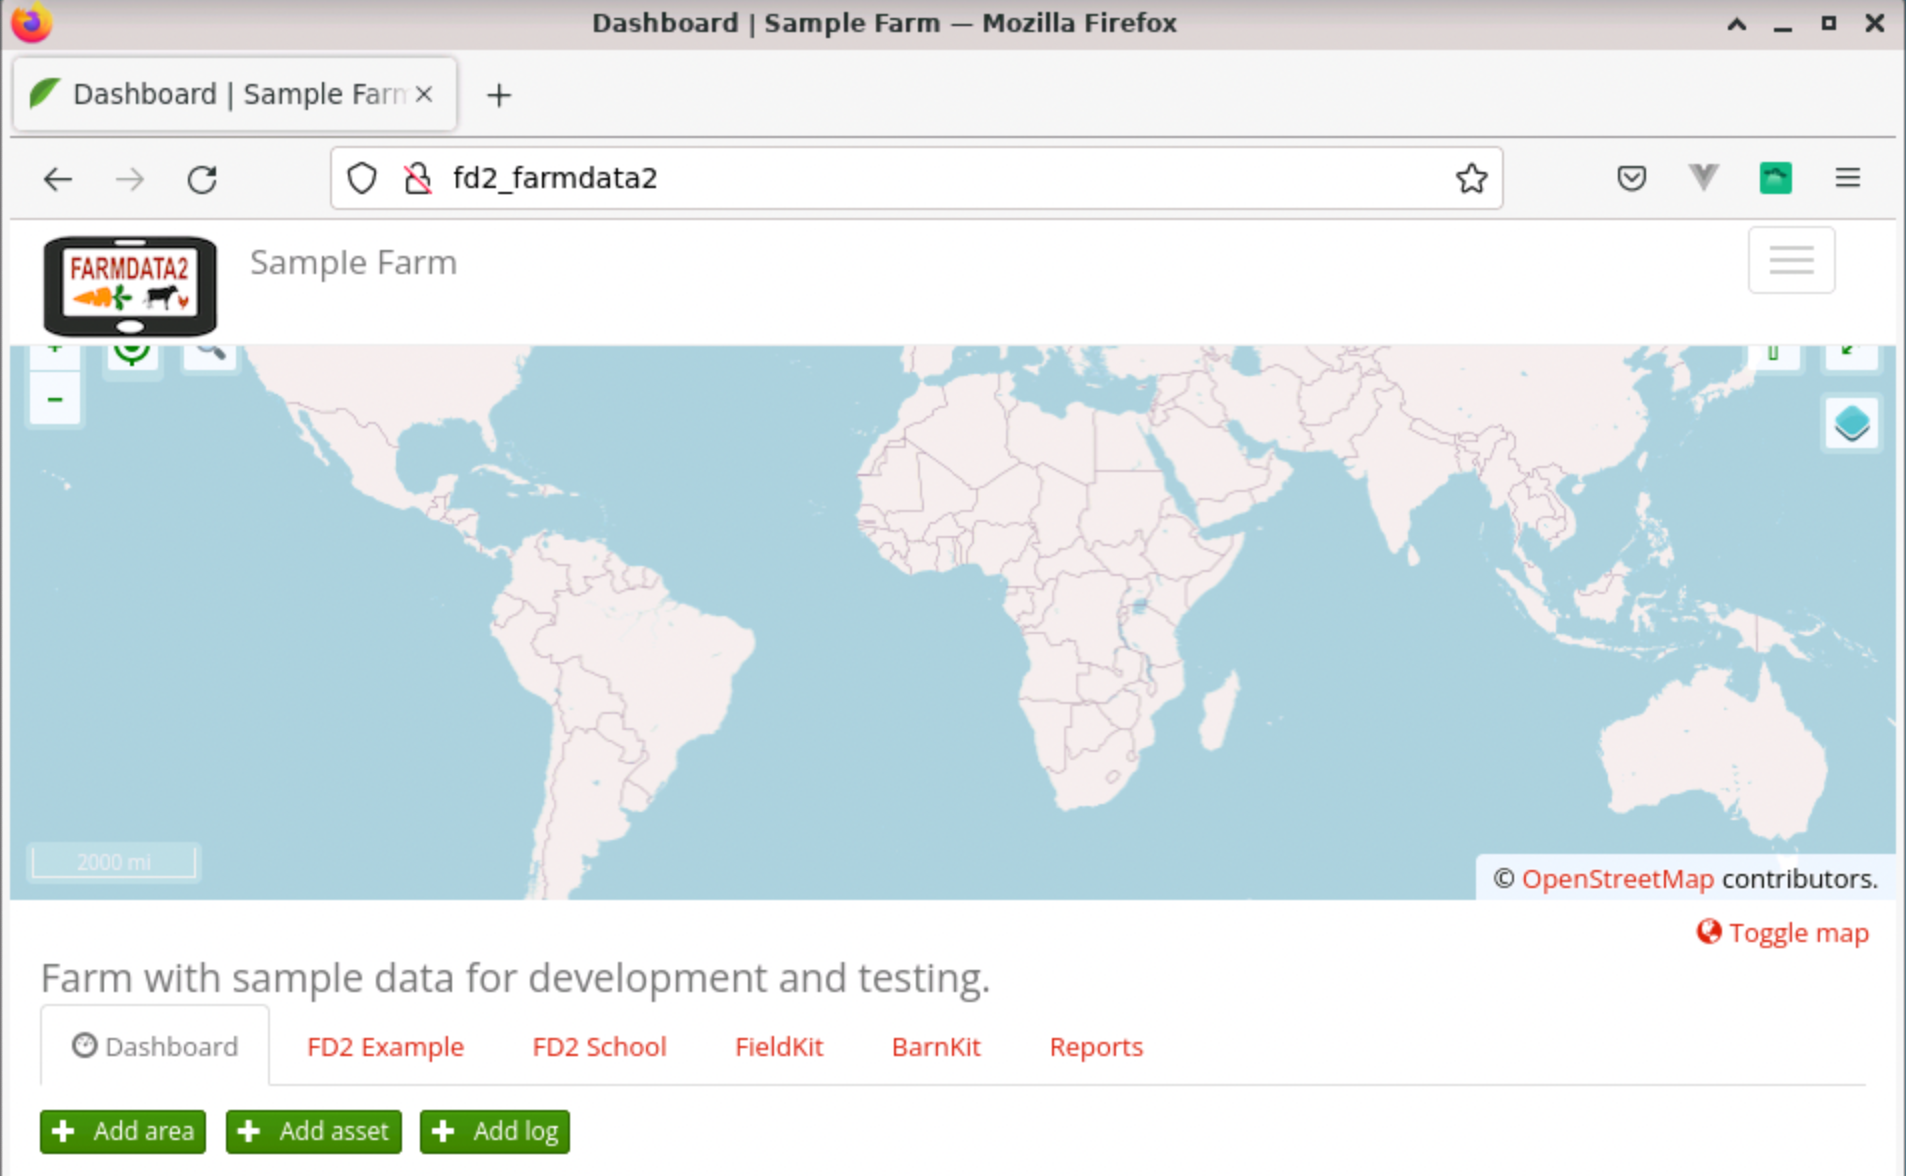 Dashboard | Sample Farm — Mozilla Firefox
Dashboard | Sample Farm
fd2_farmdata2
FARMDATA2
Sample Farm
2000 mi
© OpenStreetMap contributors.
Toggle map
Farm with sample data for development and testing.
Dashboard FD2 Example FD2 School FieldKit BarnKit Reports
Add area Add asset Add log